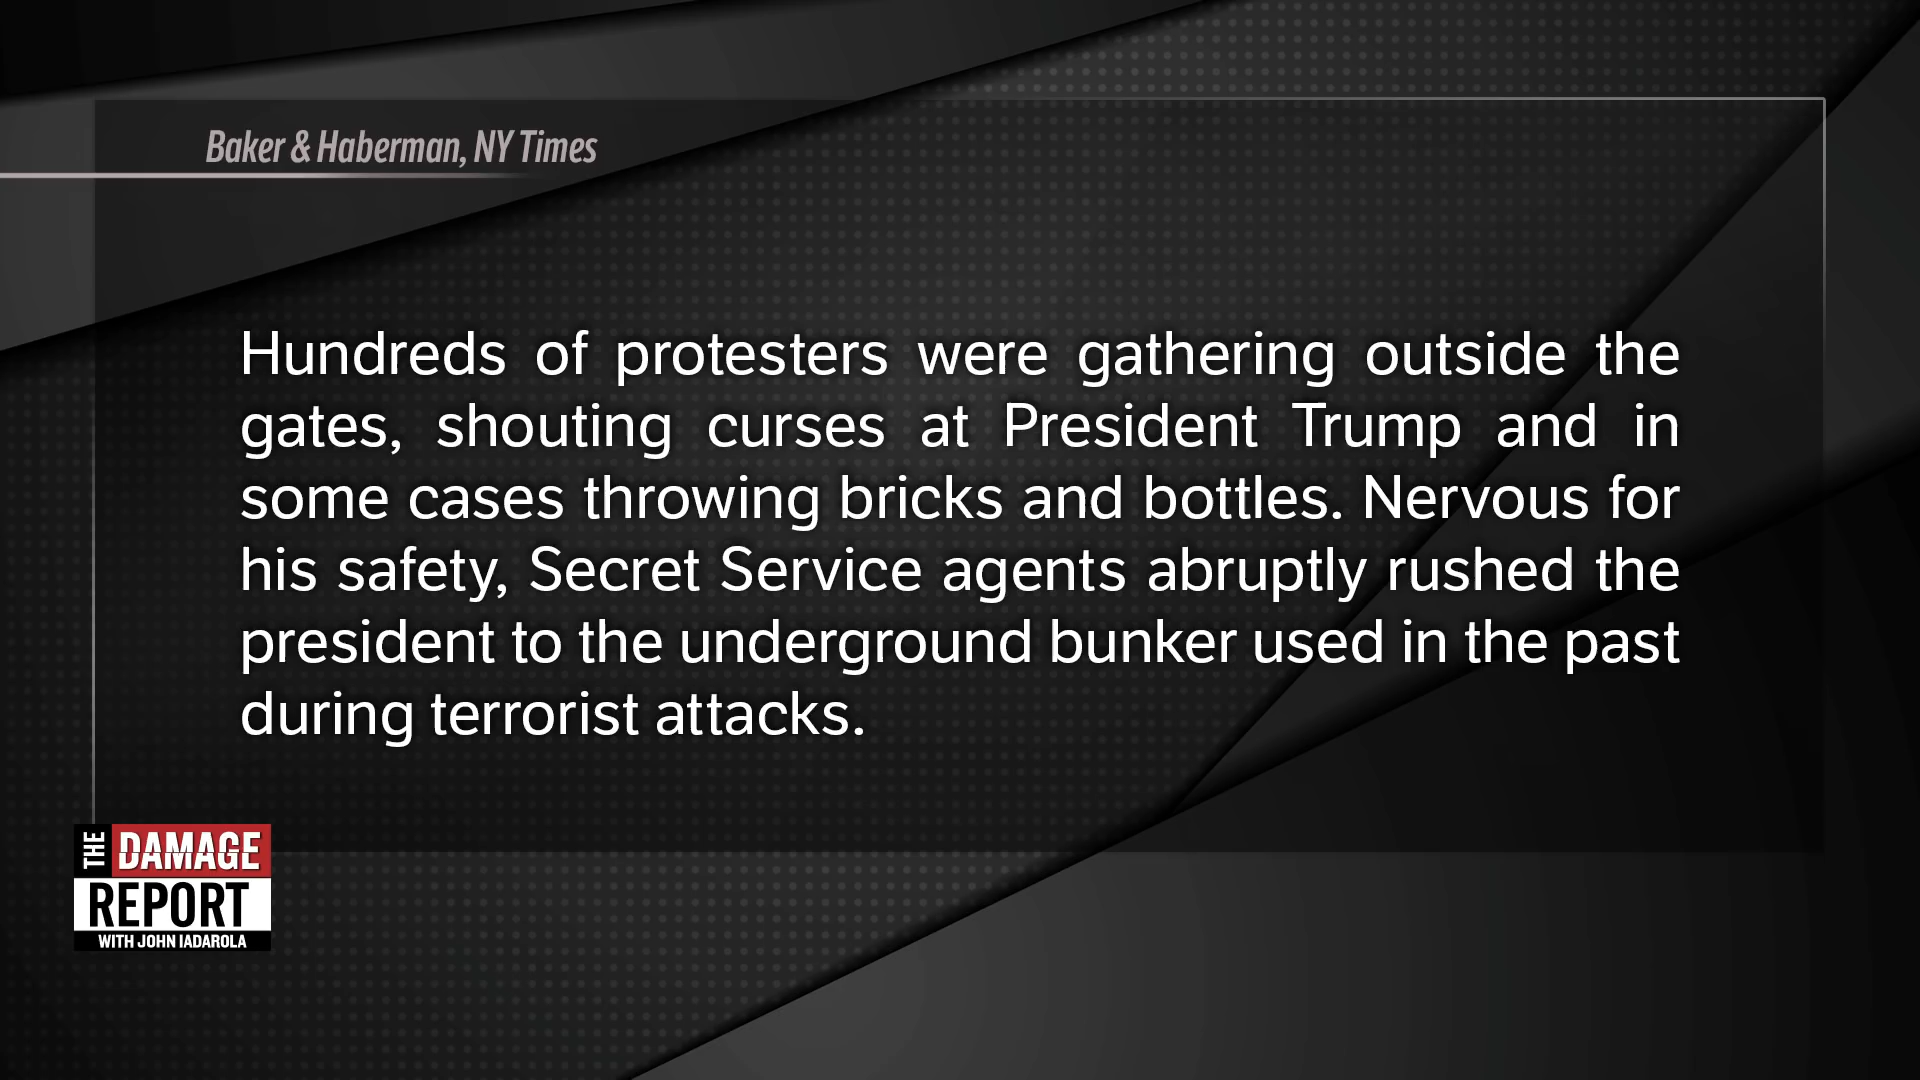 Baker & Haberman, NY Times
Hundreds of protesters were gathering outside the
gates, shouting curses at President Trump and in
some cases throwing bricks and bottles. Nervous for
his safety, Secret Service agents abruptly rushed the
president to the underground bunker used in the past
during terrorist attacks.
THE DAMAGE
REPORT
WITH JOHN IADAROLA